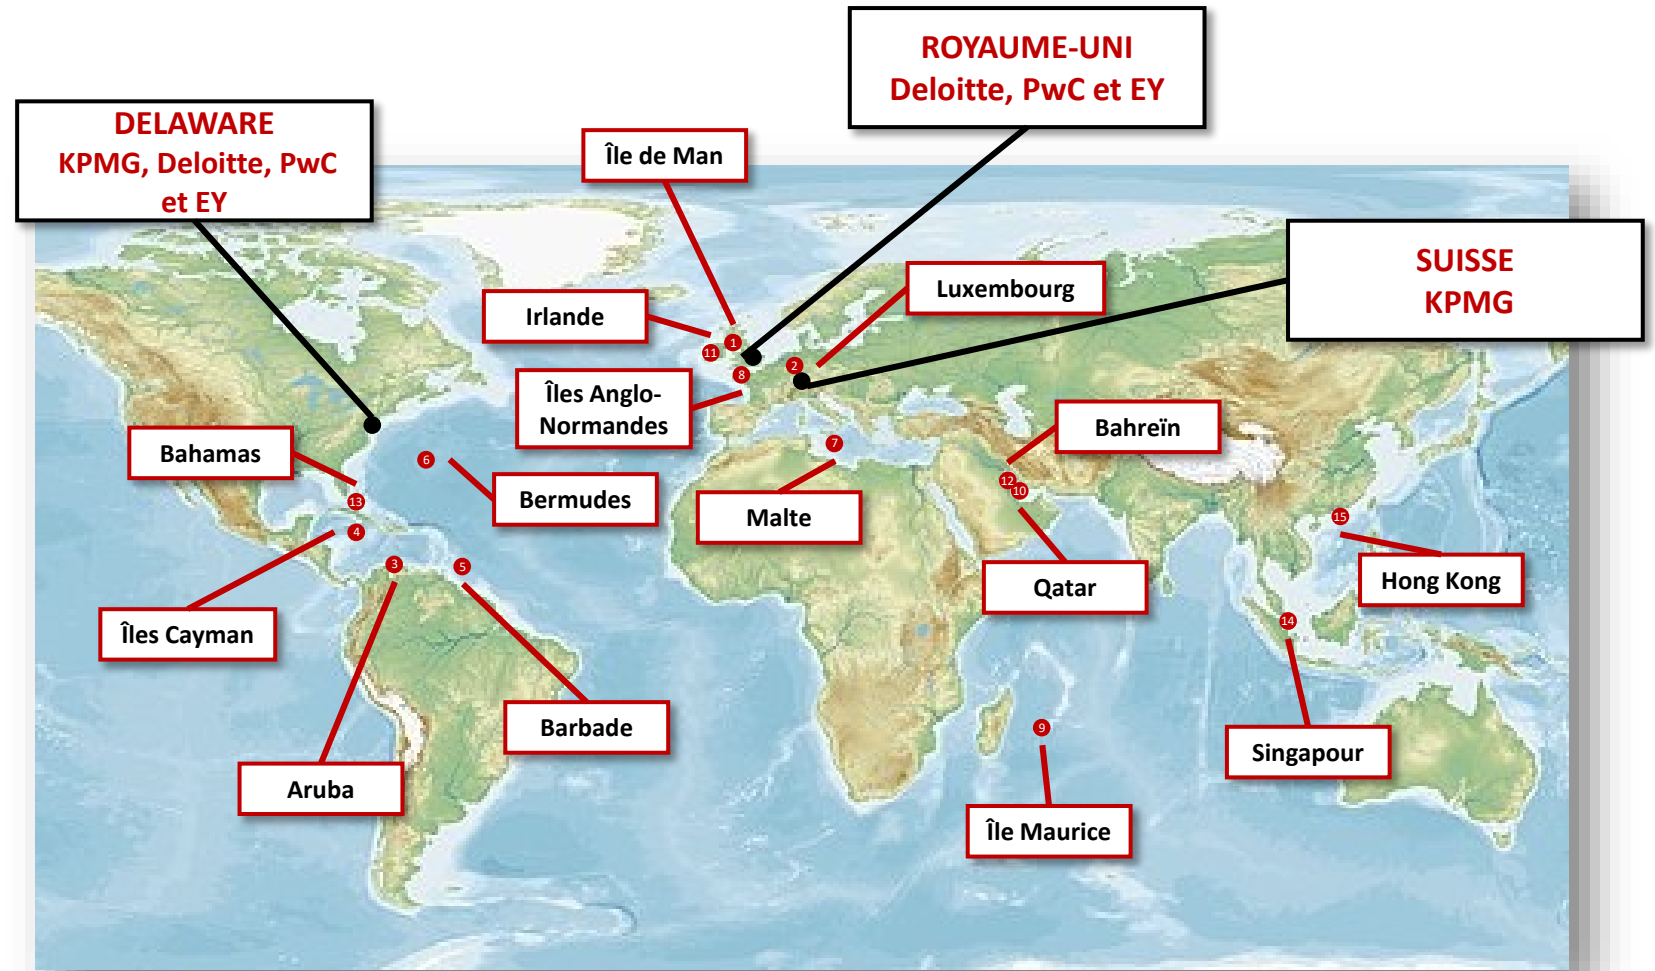 ROYAUME-UNI
Deloitte, PwC et EY
DELAWARE
KPMG, Deloitte, PwC
et EY
Île de Man
SUISSE
KPMG
Luxembourg
Irlande
1
11
2
8
Îles Anglo-
Normandes
Bahreïn
Bahamas
6
7
12
10
Bermudes
13
Malte
15
4
3
5
Qatar
Hong Kong
14
Îles Cayman
Barbade
9
Singapour
Aruba
Île Maurice